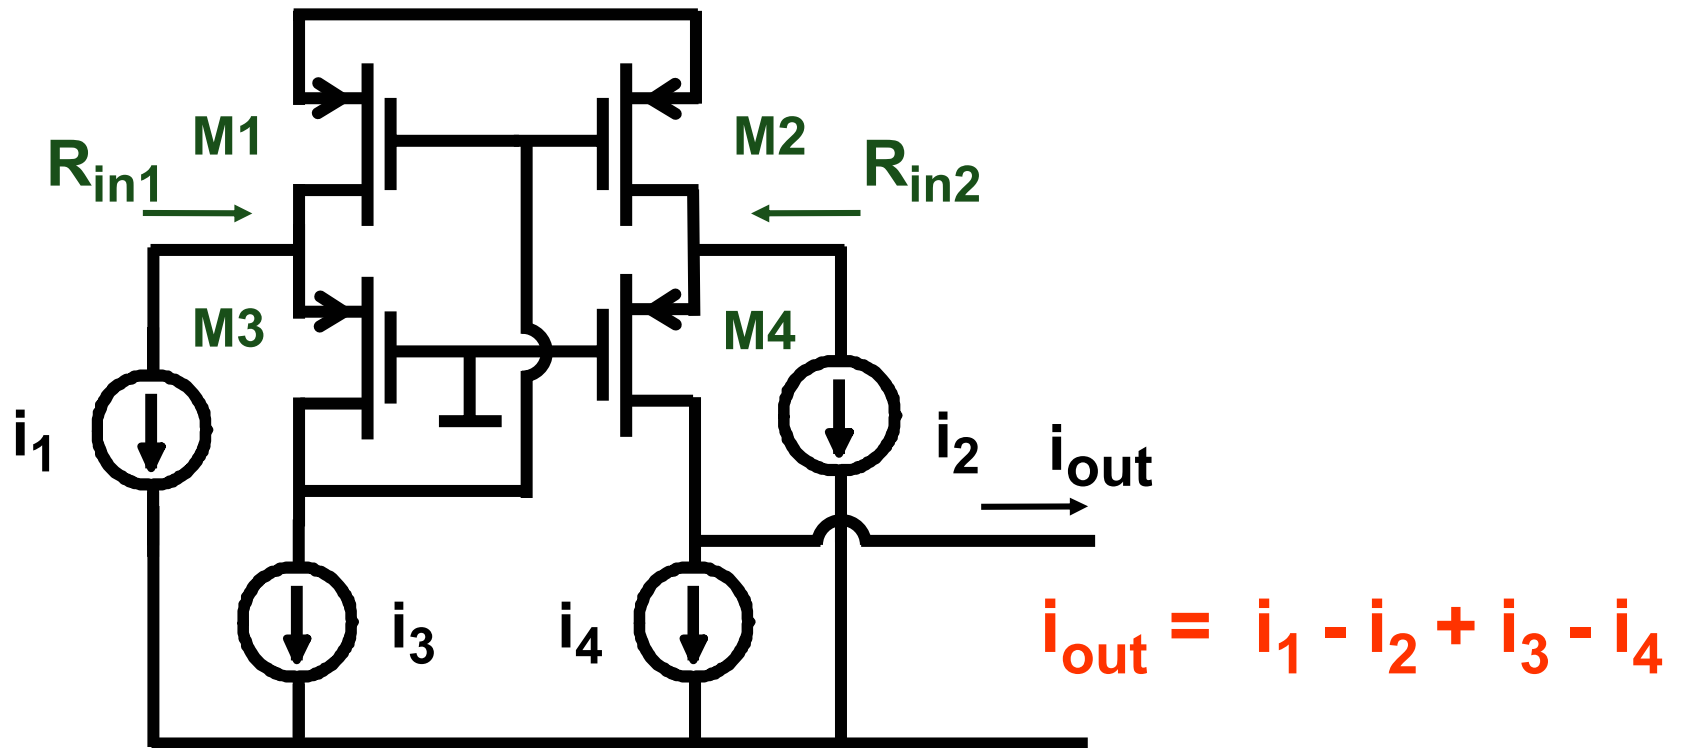 M1
M2
Rin1
Rin2
M3
M4
i1
i2
iout
i3
i4
iout = i1 - i2 + i3 - i4